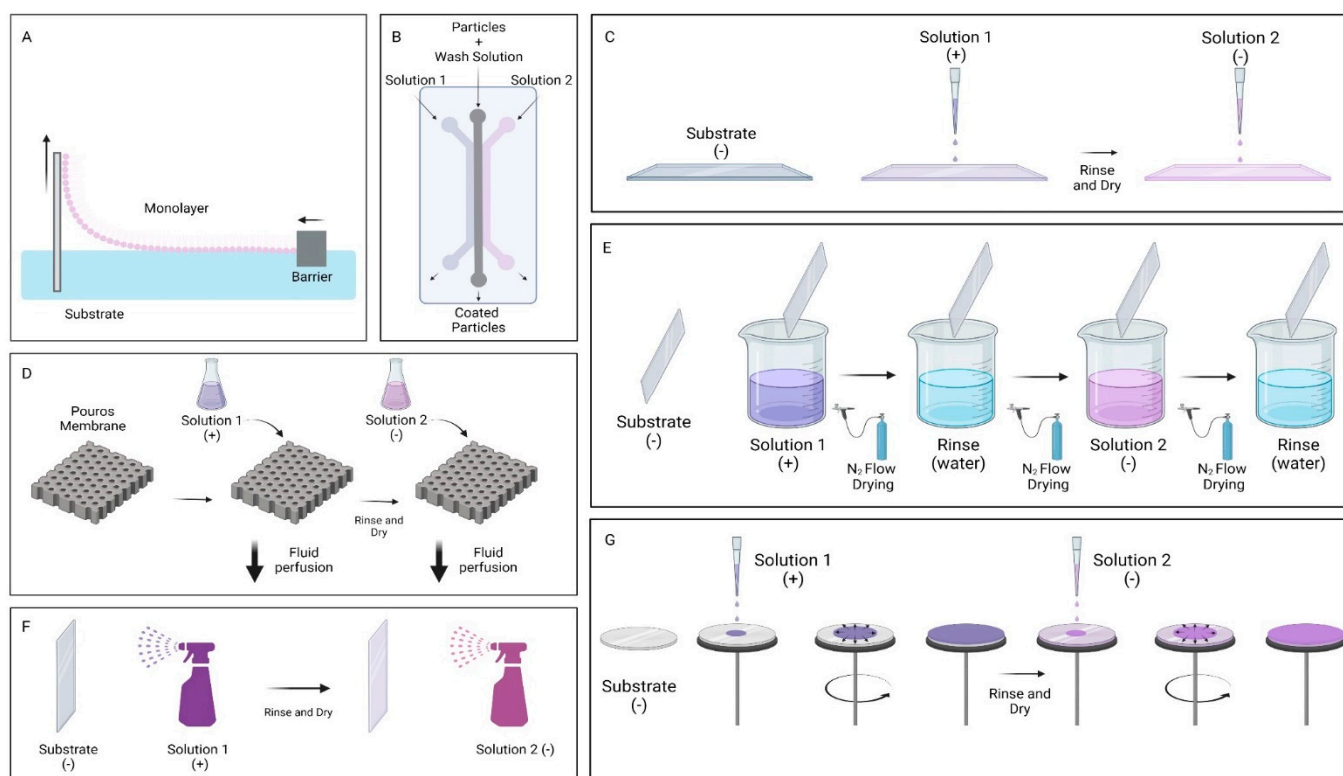 A
Monolayer
Barrier
Substrate
B
Particles
+
Wash Solution
Solution 1
Solution 2
Coated
Particles
C
Substrate
(-)
Solution 1
(+)
Rinse
and Dry
Solution 2
(-)
D
Pouros
Membrane
Solution 1
(+)
Solution 2
(-)
Rinse and
Dry
Fluid
perfusion
Fluid
perfusion
E
Substrate
(-)
Solution 1
(+)
N₂ Flow
Drying
Rinse
(water)
N₂ Flow
Drying
Solution 2
(-)
N₂ Flow
Drying
Rinse
(water)
F
Substrate
(-)
Solution 1
(+)
Rinse and Dry
Solution 2 (-)
G
Substrate
(-)
Solution 1
(+)
Rinse and
Dry
Solution 2
(-)